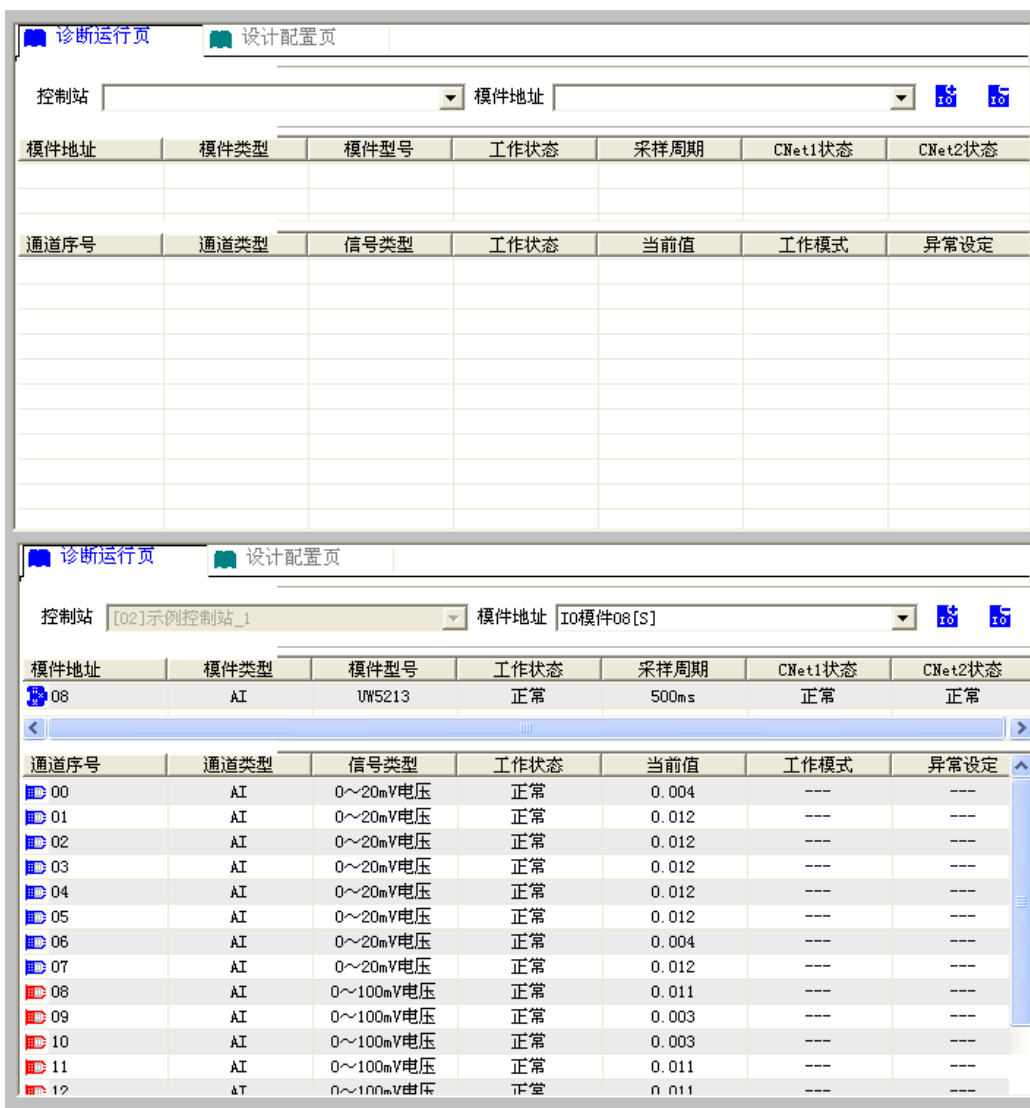 诊断运行页 设计配置页
控制站 模件地址
模件地址 模件类型 模件型号 工作状态 采样周期 CNet1状态 CNet2状态
通道序号 通道类型 信号类型 工作状态 当前值 工作模式 异常设定
诊断运行页 设计配置页
控制站 [02]示例控制站_1 模件地址 IO模件08[S]
模件地址 模件类型 模件型号 工作状态 采样周期 CNet1状态 CNet2状态
08 AI UW5213 正常 500ms 正常 正常
通道序号 通道类型 信号类型 工作状态 当前值 工作模式 异常设定
00 AI 0～20mV电压 正常 0.004 --- ---
01 AI 0～20mV电压 正常 0.012 --- ---
02 AI 0～20mV电压 正常 0.012 --- ---
03 AI 0～20mV电压 正常 0.012 --- ---
04 AI 0～20mV电压 正常 0.012 --- ---
05 AI 0～20mV电压 正常 0.012 --- ---
06 AI 0～20mV电压 正常 0.004 --- ---
07 AI 0～20mV电压 正常 0.012 --- ---
08 AI 0～100mV电压 正常 0.011 --- ---
09 AI 0～100mV电压 正常 0.003 --- ---
10 AI 0～100mV电压 正常 0.003 --- ---
11 AI 0～100mV电压 正常 0.011 --- ---
12 AI 0～100mV电压 正常 0.011 --- ---